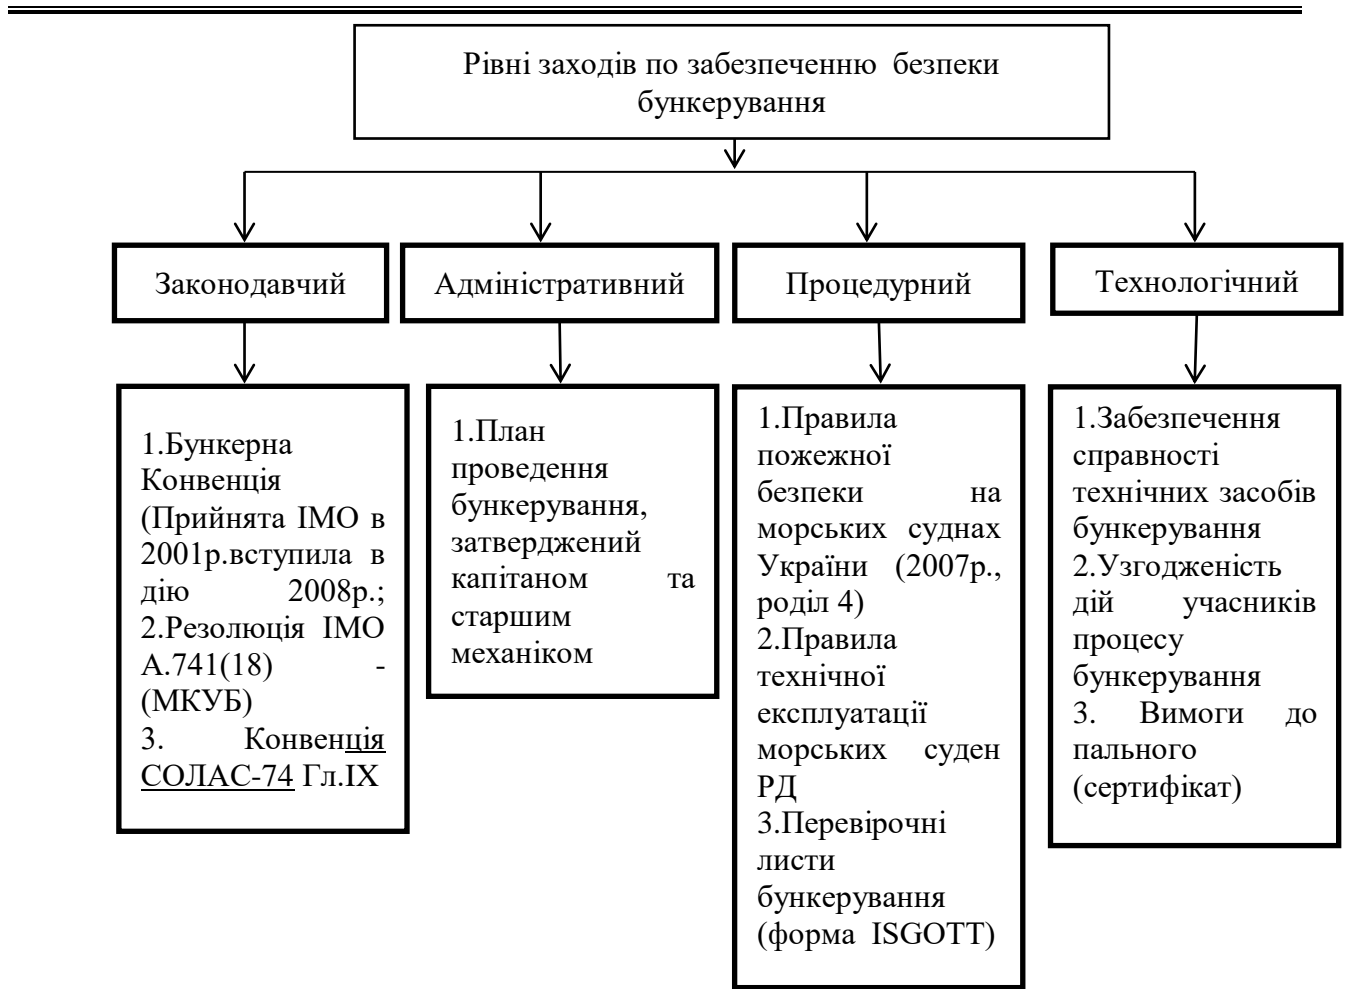 Рівні заходів по забезпеченню безпеки
бункерування
Законодавчий
Адміністративний
Процедурний
Технологічний
1.Бункерна
Конвенція
(Прийнята ІМО в
2001р.вступила в
дію 2008р.;
2.Резолюція ІМО
А.741(18) -
(МКУБ)
3. Конвенція
СОЛАС-74 Гл.IX
1.План
проведення
бункерування,
затверджений
капітаном та
старшим
механіком
1.Правила
пожежної
безпеки на
морських суднах
України (2007р.,
роділ 4)
2.Правила
технічної
експлуатації
морських суден
РД
3.Перевірочні
листи
бункерування
(форма ISGOTT)
1.Забезпечення
справності
технічних засобів
бункерування
2.Узгодженість
дій учасників
процесу
бункерування
3. Вимоги до
пального
(сертифікат)